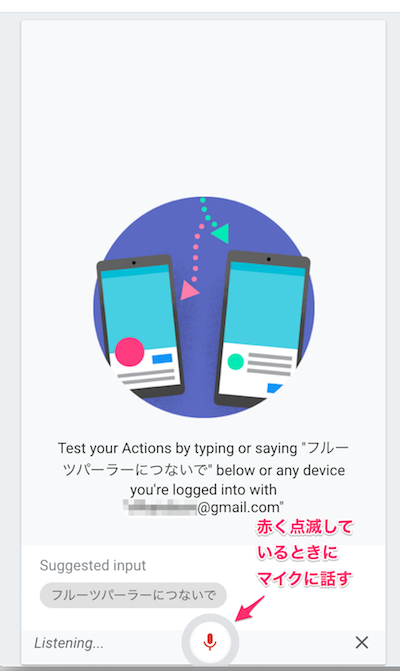 Test your Actions by typing or saying "フルー
ツパーラーにつないで" below or any device
you're logged into with
@gmail.com"
赤く点滅して
いるときに
マイクに話す
Suggested input
フルーツパーラーにつないで
Listening...